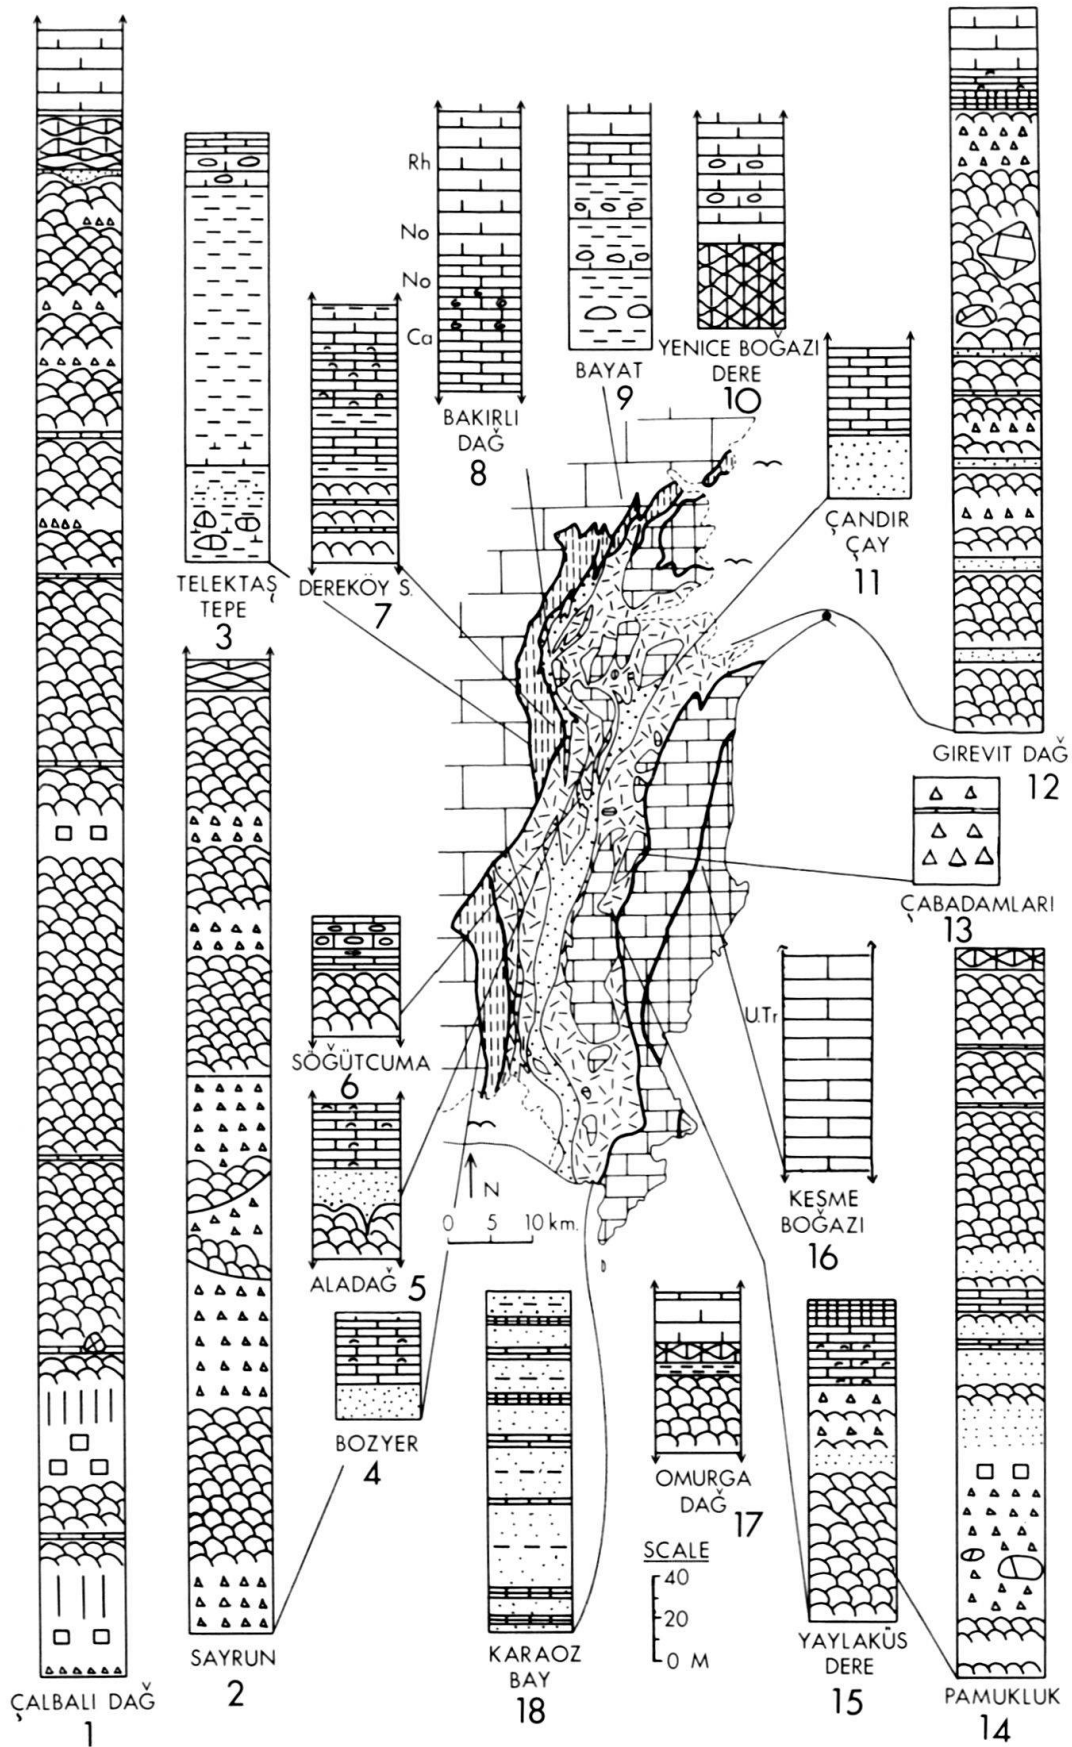 Rh
No
No
Ca
BAKIRLI
DAĞ
8
BAYAT
9
YENICE BOĞAZI
DERE
10
ÇANDIR
ÇAY
11
TELEKTAŞ
TEPE
3
DEREKÖY S.
7
GIREVIT DAĞ
12
ÇABADAMLARI
13
SÖĞÜTCUMA
6
U.Tr
N
0 5 10 km.
KEŞME
BOĞAZI
16
ALADAĞ 5
BOZYER
4
OMURGA
DAĞ 17
SCALE
40
20
0 M
SAYRUN
2
KARAOZ
BAY
18
YAYLAKÜS
DERE
15
ÇALBALI DAĞ
1
PAMUKLUK
14